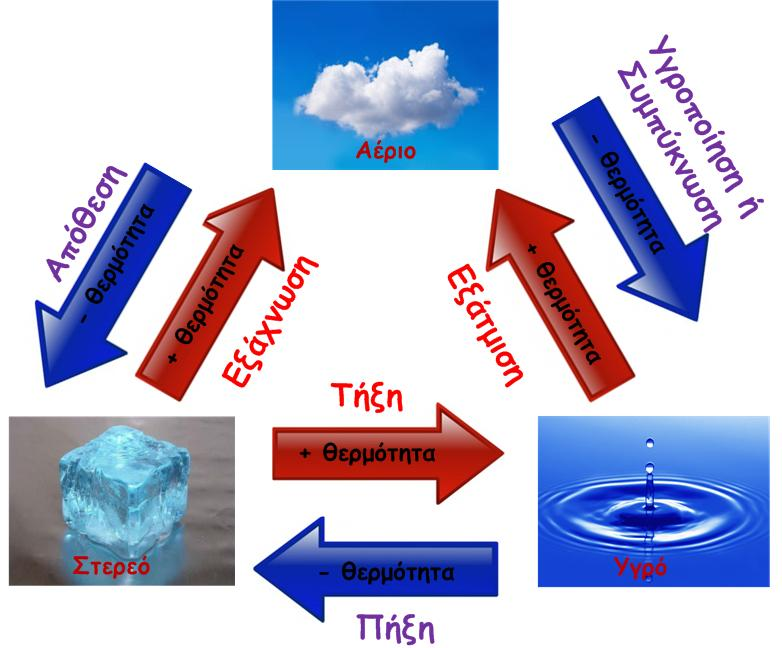 Αέριο
Υγροποίηση ή
Συμπύκνωση
- θερμότητα
Απόθεση
- θερμότητα
+ θερμότητα
Εξάχνωση
Εξάτμιση
+ θερμότητα
Τήξη
+ θερμότητα
Στερεό
- θερμότητα
Πήξη
Υγρό